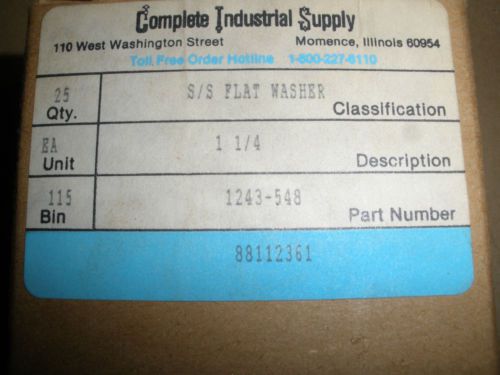 Complete Industrial Supply
110 West Washington Street Momence, Illinois 60954
Toll Free Order Hotline 1-800-227-6110
25 S/S FLAT WASHER
Qty. Classification
EA 1 1/4
Unit Description
115 1243-548
Bin Part Number
88112361